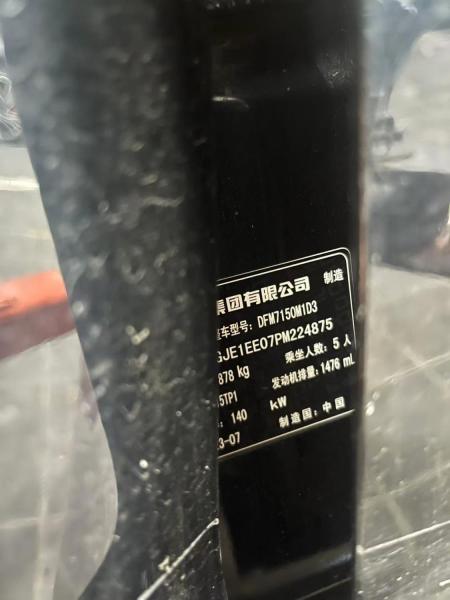 集团有限公司 制造
车型号: DFM7150M1D3
GJE1EE07PM224875
878 kg 乘坐人数: 5 人
5TPI 发动机排量: 1476 mL
: 140 kW
3-07 制造国: 中国